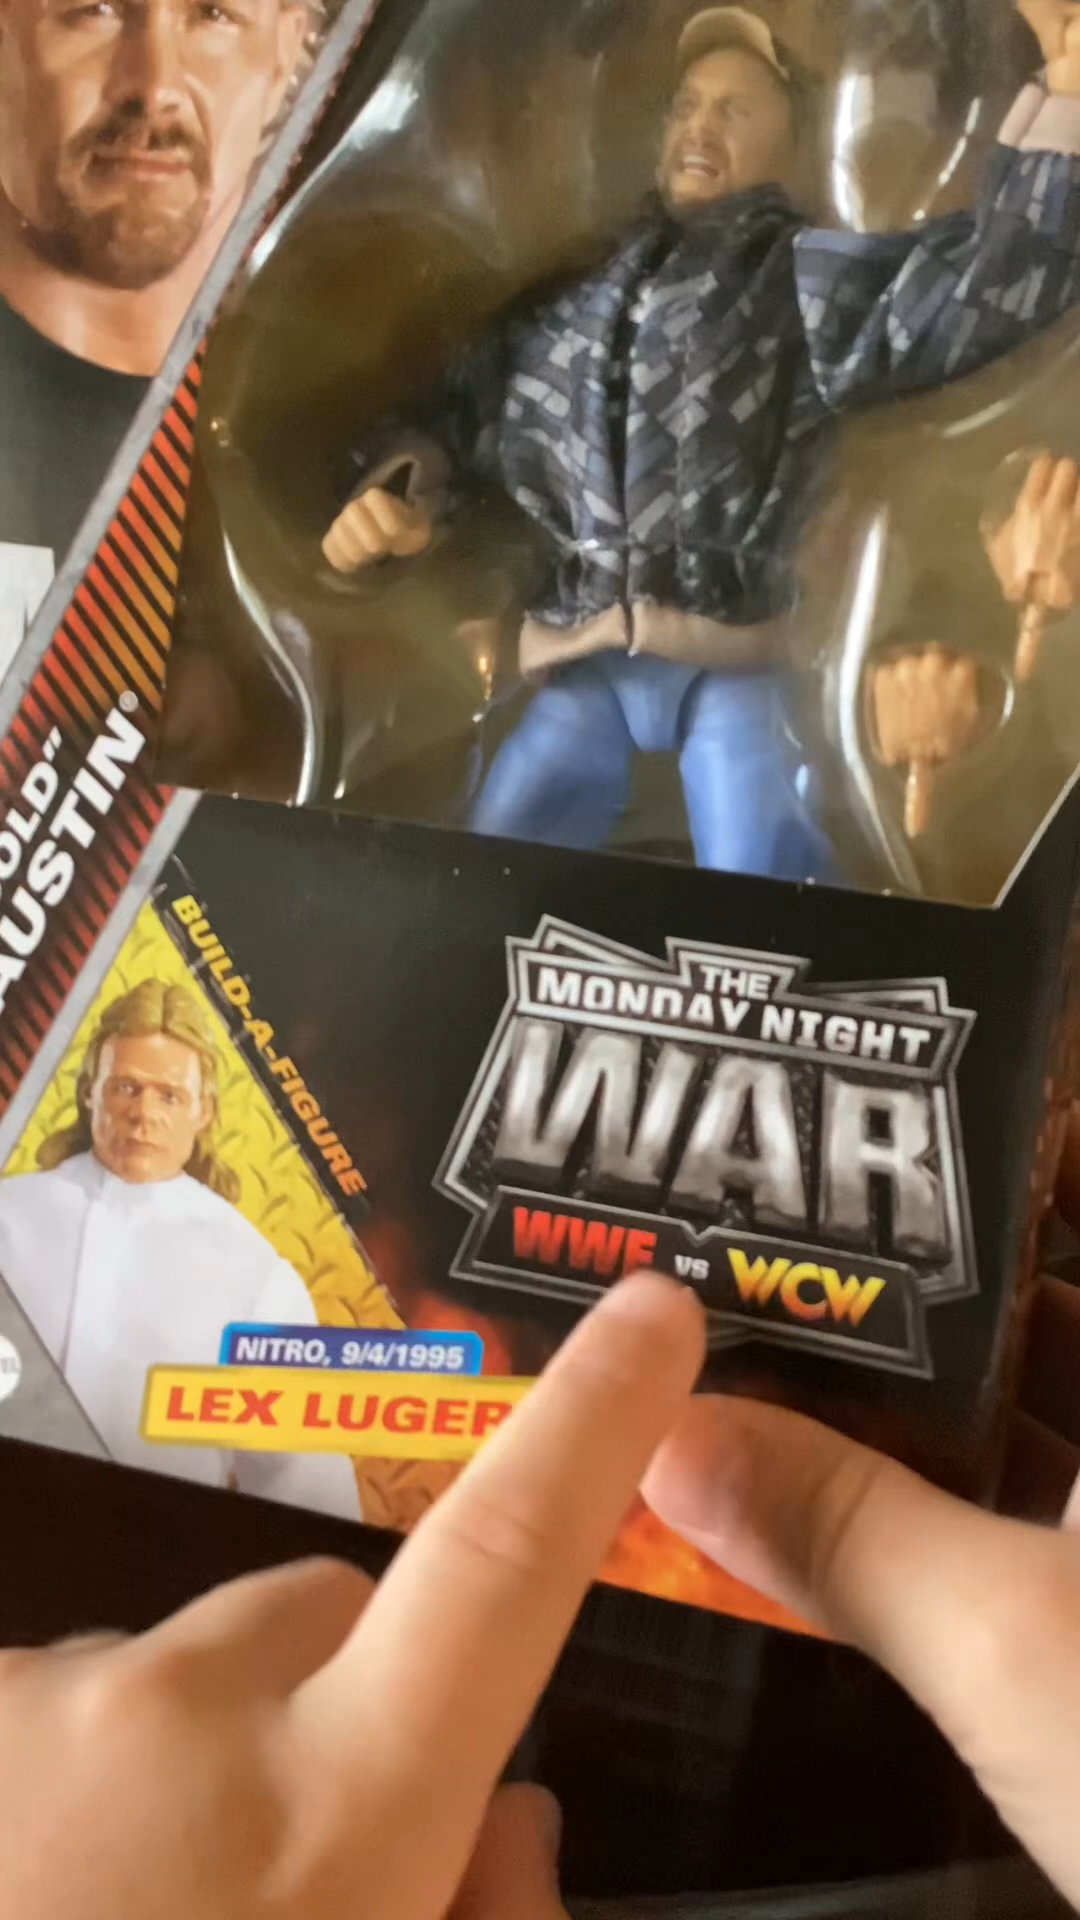 OLD"
AUSTIN®
BUILD-A-FIGURE
THE
MONDAY NIGHT
WAR
WWE vs WCW
NITRO, 9/4/1995
LEX LUGER